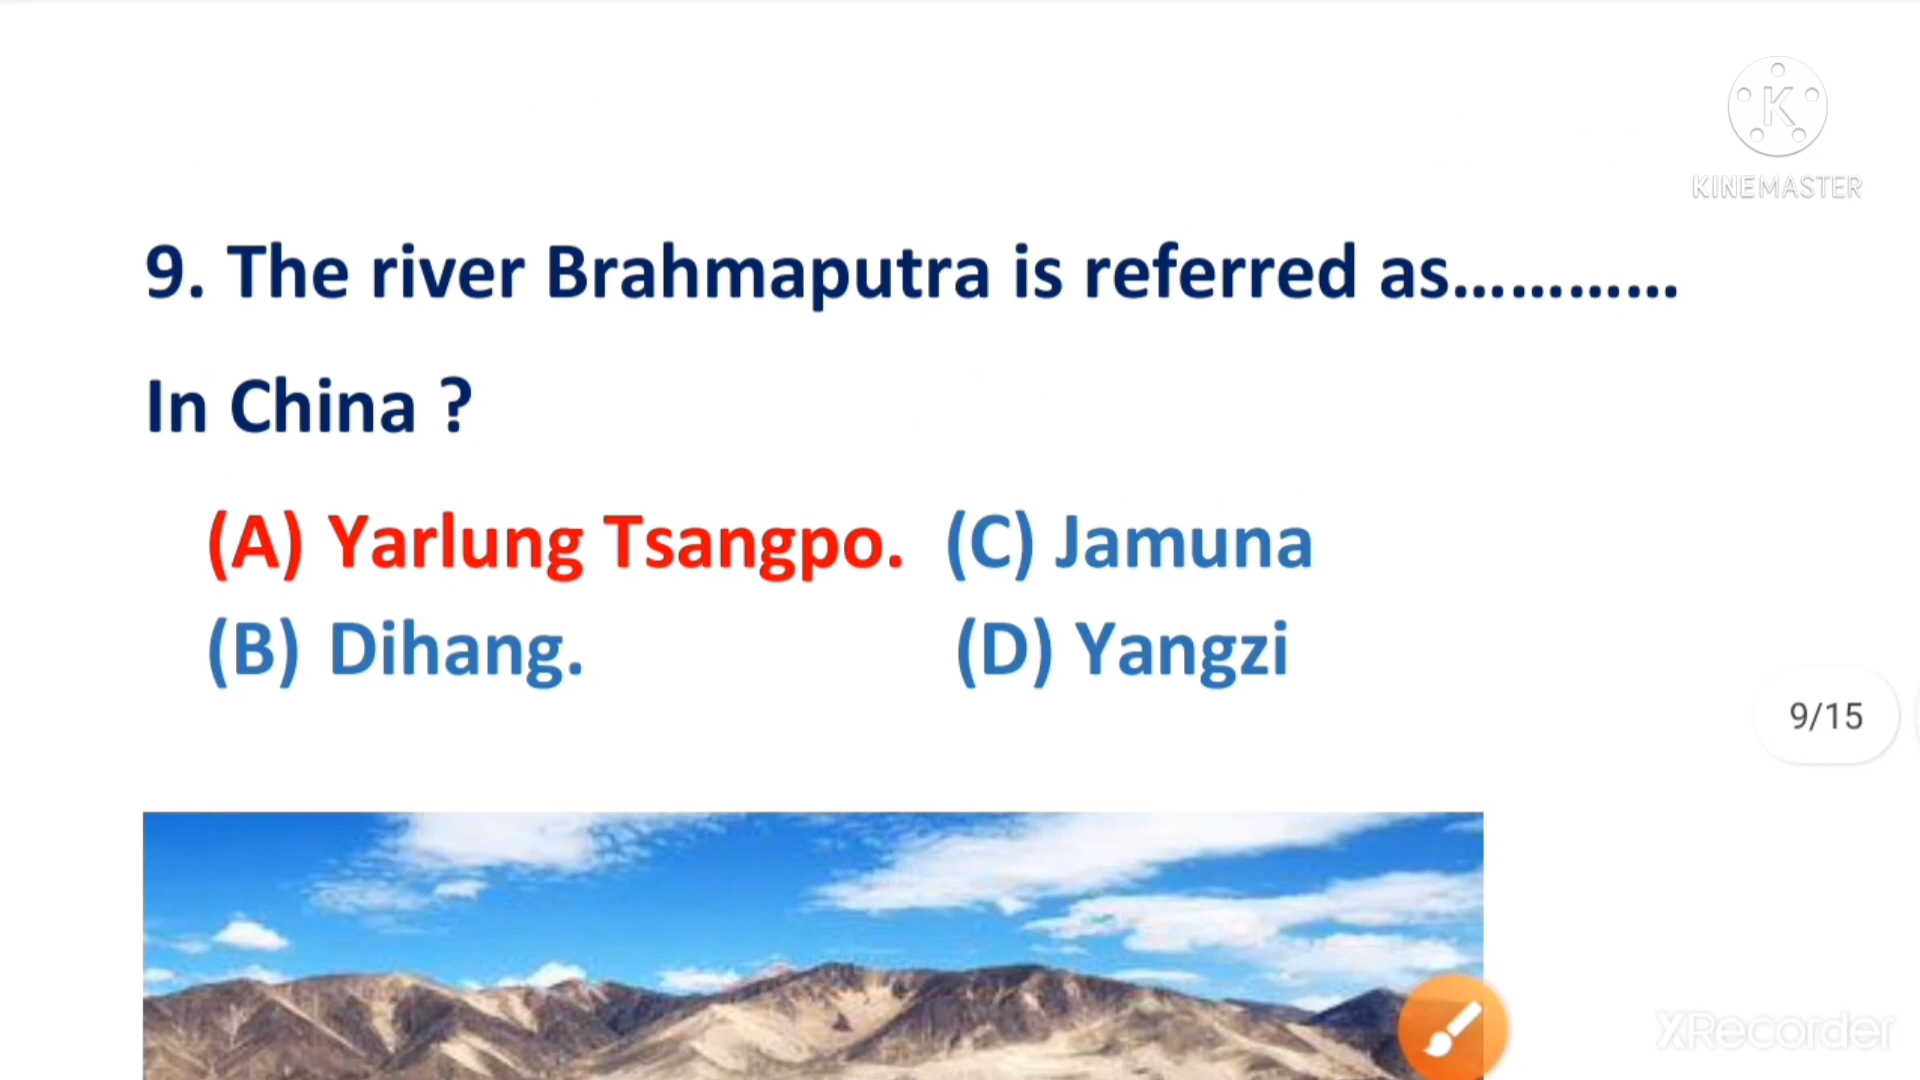 K
KINEMASTER
9. The river Brahmaputra is referred as............
In China ?
(A) Yarlung Tsangpo. (C) Jamuna
(B) Dihang. (D) Yangzi
9/15
XRecorder